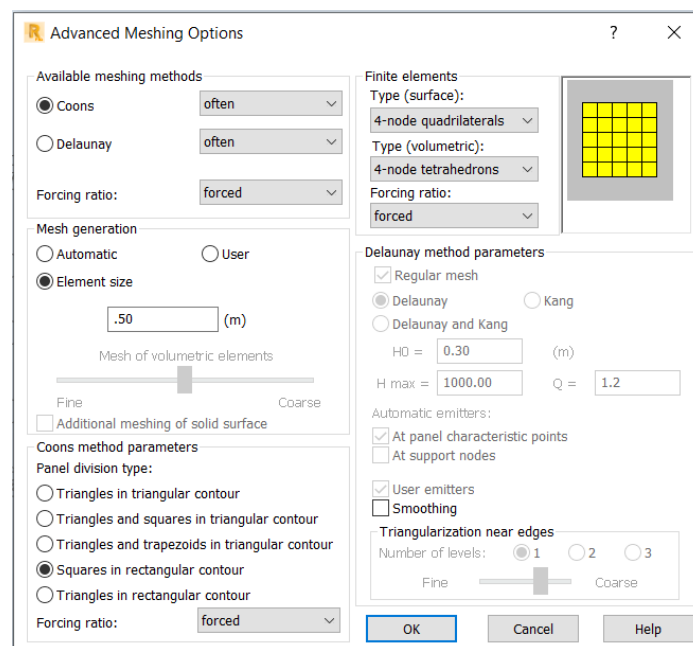 Advanced Meshing Options
Available meshing methods
Coons
often
Delaunay
often
Forcing ratio:
forced
Mesh generation
Automatic
User
Element size
.50
(m)
Mesh of volumetric elements
Fine
Coarse
Additional meshing of solid surface
Coons method parameters
Panel division type:
Triangles in triangular contour
Triangles and squares in triangular contour
Triangles and trapezoids in triangular contour
Squares in rectangular contour
Triangles in rectangular contour
Forcing ratio:
forced
Finite elements
Type (surface):
4-node quadrilaterals
Type (volumetric):
4-node tetrahedrons
Forcing ratio:
forced
Delaunay method parameters
Regular mesh
Delaunay
Kang
Delaunay and Kang
H0 =
0.30
(m)
H max =
1000.00
Q =
1.2
Automatic emitters:
At panel characteristic points
At support nodes
User emitters
Smoothing
Triangularization near edges
Number of levels:
1
2
3
Fine
Coarse
OK
Cancel
Help